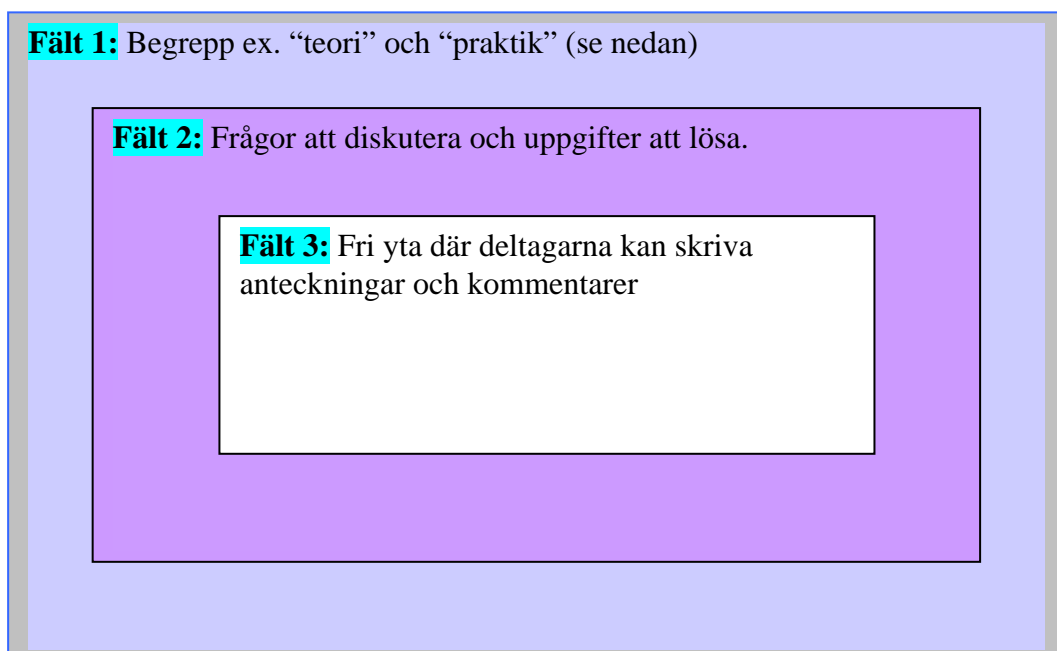 Fält 1: Begrepp ex. “teori” och “praktik” (se nedan)
Fält 2: Frågor att diskutera och uppgifter att lösa.
Fält 3: Fri yta där deltagarna kan skriva
anteckningar och kommentarer